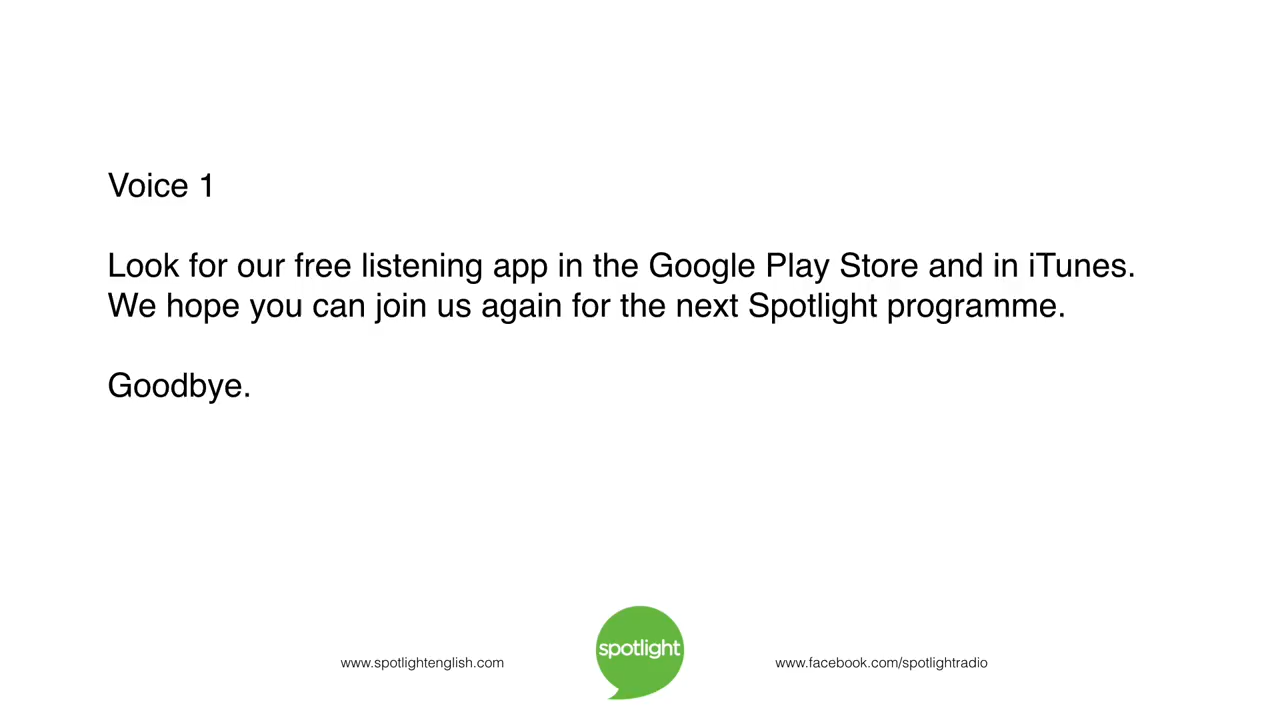 Voice 1
Look for our free listening app in the Google Play Store and in iTunes.
We hope you can join us again for the next Spotlight programme.
Goodbye.
spotlight
www.spotlightenglish.com
www.facebook.com/spotlightradio